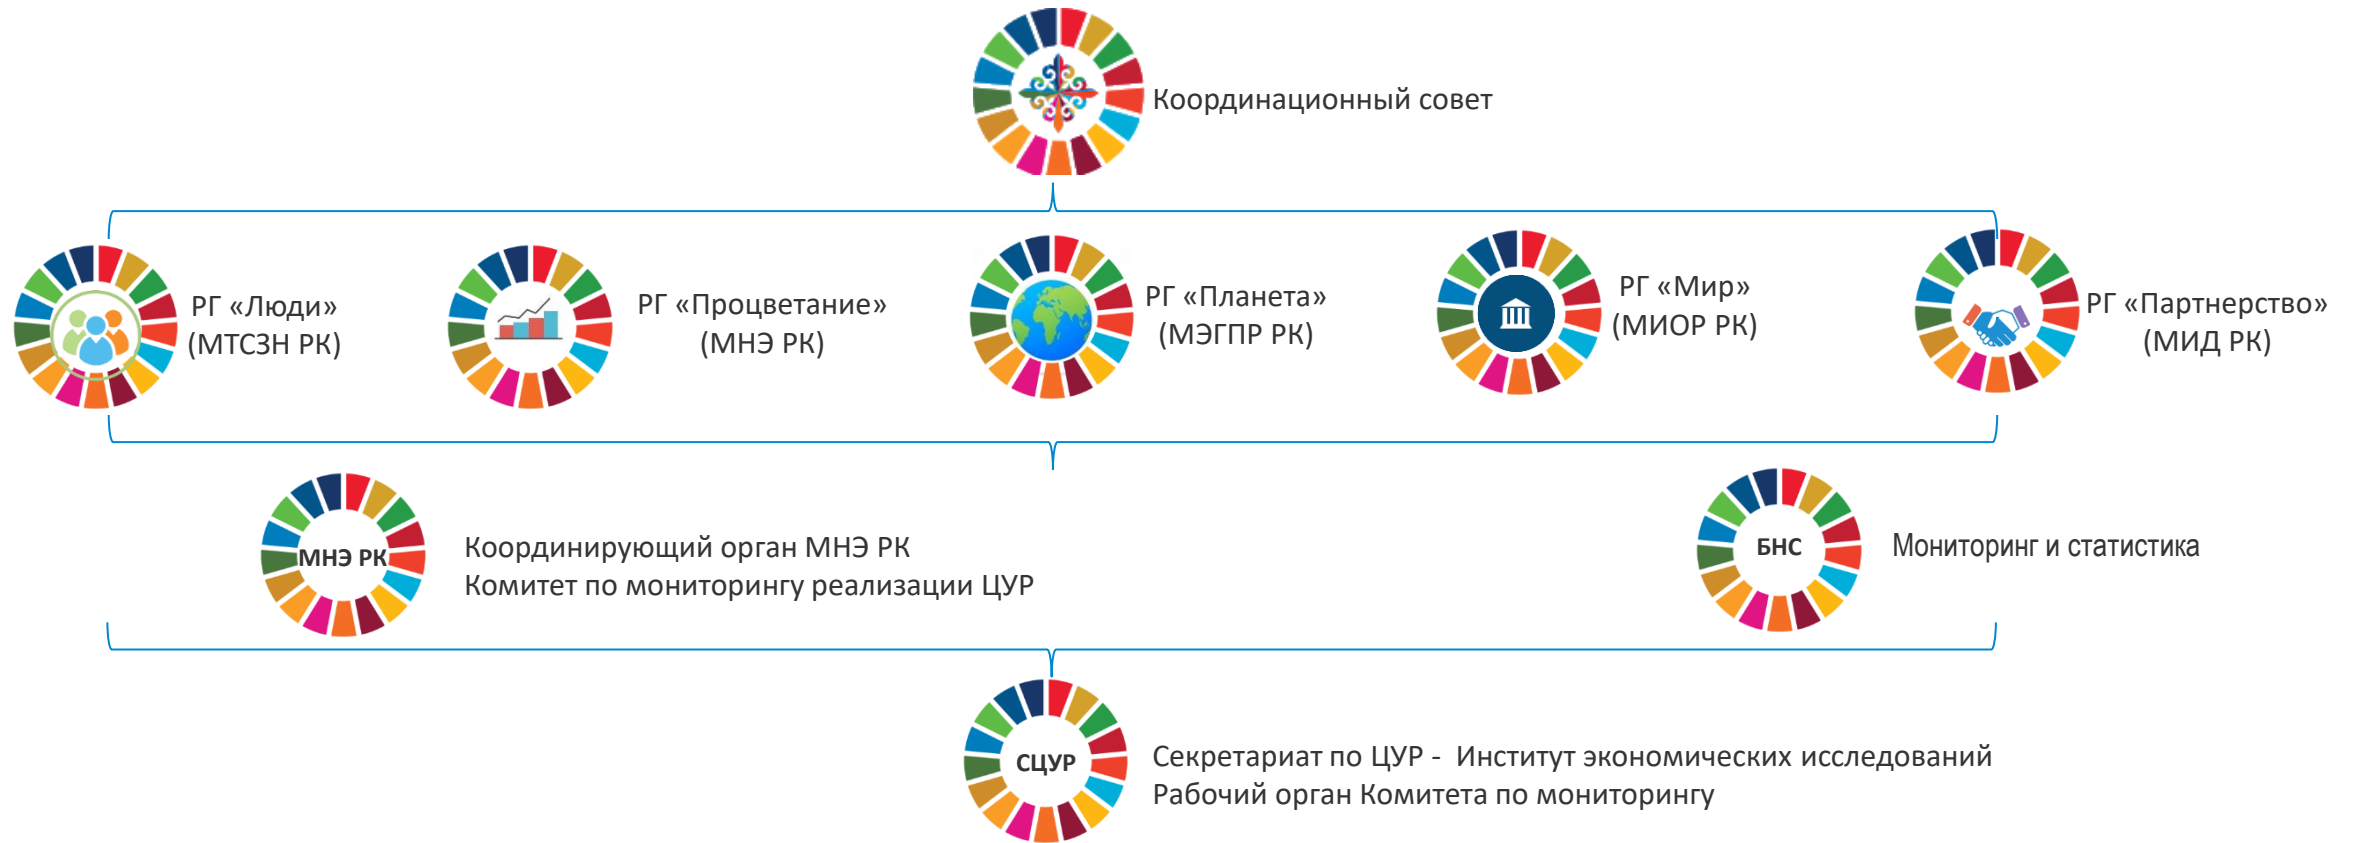 Координационный совет
РГ «Люди»
(МТСЗН РК)
РГ «Процветание»
(МНЭ РК)
РГ «Планета»
(МЭГПР РК)
РГ «Мир»
(МИОР РК)
РГ «Партнерство»
(МИД РК)
МНЭ РК
Координирующий орган МНЭ РК
Комитет по мониторингу реализации ЦУР
БНС
Мониторинг и статистика
СЦУР
Секретариат по ЦУР - Институт экономических исследований
Рабочий орган Комитета по мониторингу